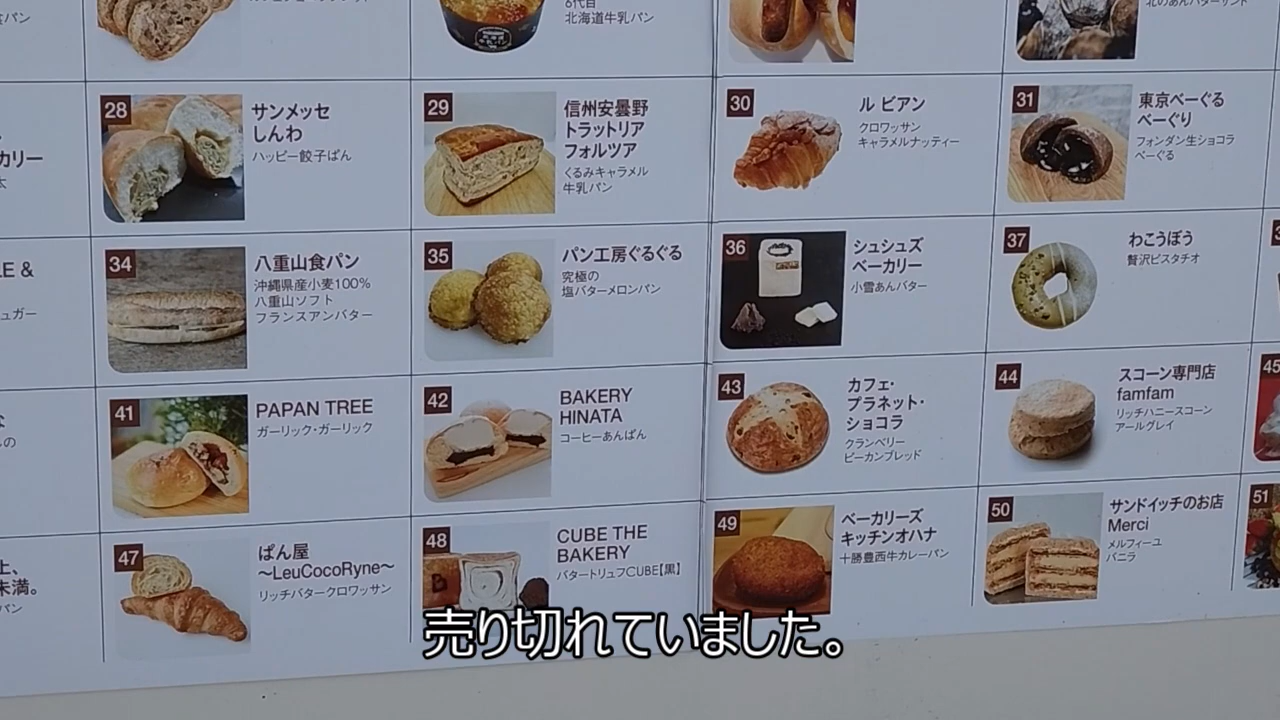 6代目
北海道牛乳パン
28
サンメッセ
しんわ
ハッピー餃子ぱん
29
信州安曇野
トラットリア
フォルツア
くるみキャラメル
牛乳パン
30
ル ビアン
クロワッサン
キャラメルナッティー
31
東京べーぐる
べーぐり
フォンダン生ショコラ
べーぐる
カリー
LE &
34
八重山食パン
沖縄県産小麦100%
八重山ソフト
フランスアンバター
35
パン工房ぐるぐる
究極の
塩バターメロンパン
36
シュシュズ
ベーカリー
小雪あんバター
37
わこうぼう
贅沢ピスタチオ
ュガー
41
PAPAN TREE
ガーリック・ガーリック
42
BAKERY
HINATA
コーヒーあんぱん
43
カフェ・
プラネット・
ショコラ
クランベリー
ピーカンブレッド
44
スコーン専門店
famfam
リッチハニースコーン
アールグレイ
45
47
ぱん屋
〜LeuCocoRyne〜
リッチバタークロワッサン
48
CUBE THE
BAKERY
バタートリュフCUBE【黒】
49
ベーカリーズ
キッチンオハナ
十勝豊西牛カレーパン
50
サンドイッチのお店
Merci
メルフィーユ
バニラ
51
未満。
パン
売り切れていました。